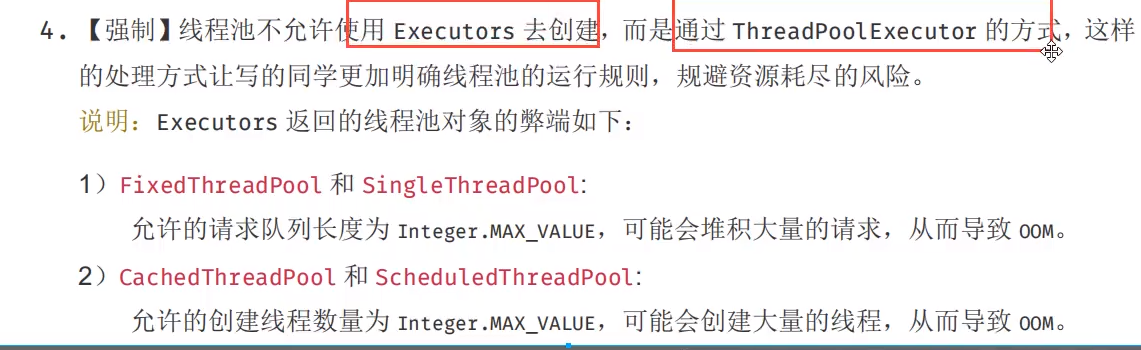 4. 【强制】线程池不允许使用 Executors 去创建，而是通过 ThreadPoolExecutor 的方式，这样
的处理方式让写的同学更加明确线程池的运行规则，规避资源耗尽的风险。
说明：Executors 返回的线程池对象的弊端如下：
1）FixedThreadPool 和 SingleThreadPool:
允许的请求队列长度为 Integer.MAX_VALUE，可能会堆积大量的请求，从而导致 OOM。
2）CachedThreadPool 和 ScheduledThreadPool:
允许的创建线程数量为 Integer.MAX_VALUE，可能会创建大量的线程，从而导致 OOM。